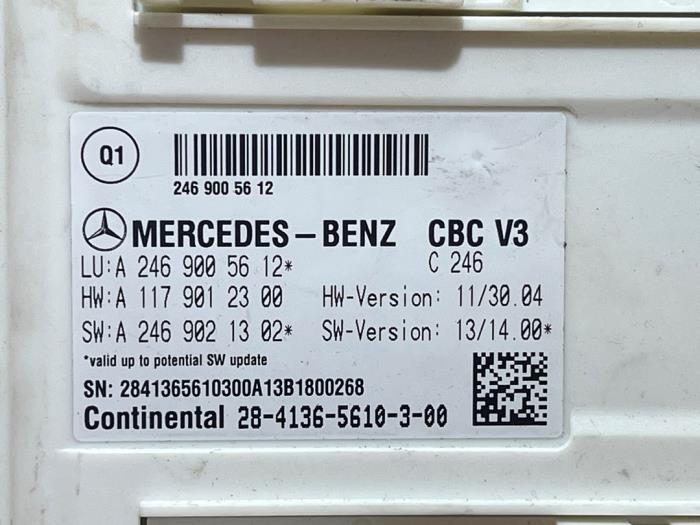 Q1
246 900 56 12
MERCEDES-BENZ CBC V3
LU:A 246 900 56 12* C 246
HW:A 117 901 23 00 HW-Version: 11/30.04
SW:A 246 902 13 02* SW-Version: 13/14.00*
*valid up to potential SW update
SN: 2841365610300A13B1800268
Continental 28-4136-5610-3-00